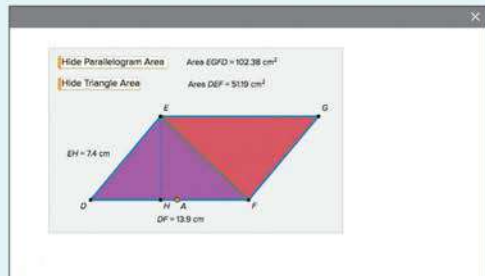 Hide Parallelogram Area Area EGFD = 102.38 cm²
Hide Triangle Area Area DEF = 51.19 cm²
E G
EH = 7.4 cm
D H A F
DF = 13.9 cm